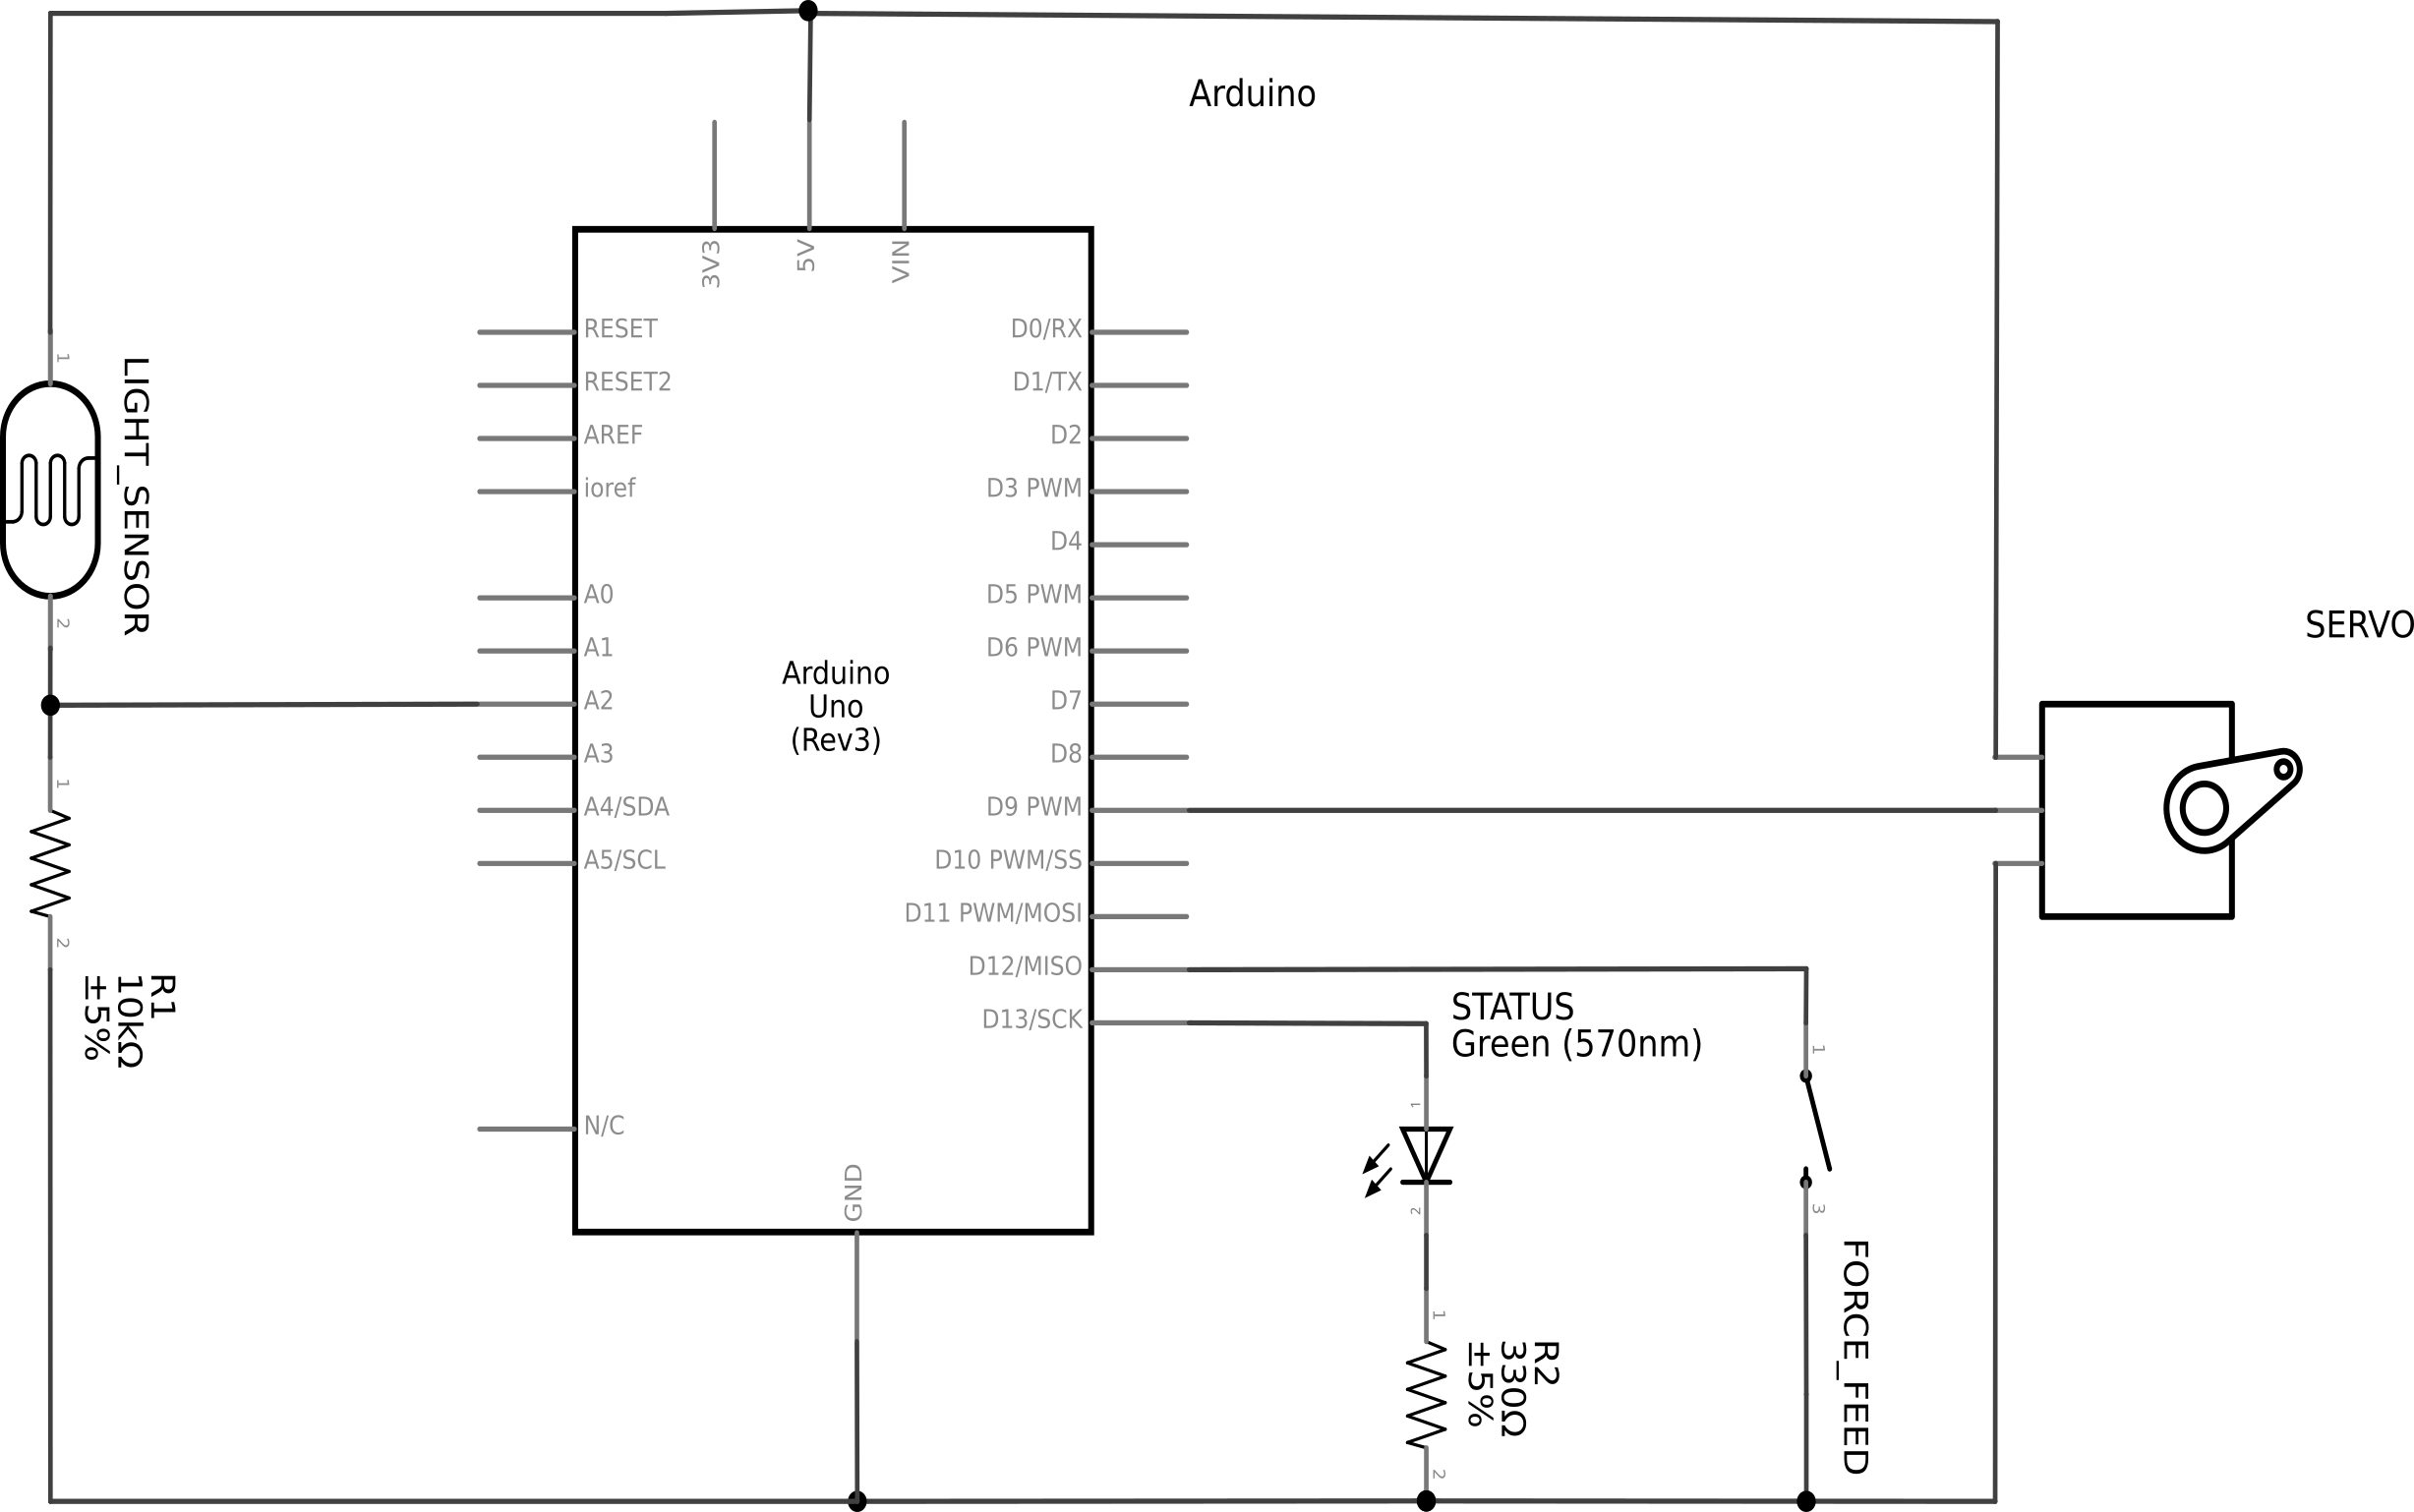 Arduino
3V3
5V
VIN
RESET
RESET2
AREF
ioref
A0
A1
A2
A3
A4/SDA
A5/SCL
N/C
GND
D0/RX
D1/TX
D2
D3 PWM
D4
D5 PWM
D6 PWM
D7
D8
D9 PWM
D10 PWM/SS
D11 PWM/MOSI
D12/MISO
D13/SCK
Arduino
Uno
(Rev3)
1
LIGHT_SENSOR
2
1
2
R1
10kΩ
±5%
SERVO
STATUS
Green (570nm)
1
2
1
R2
330Ω
±5%
2
1
3
FORCE_FEED